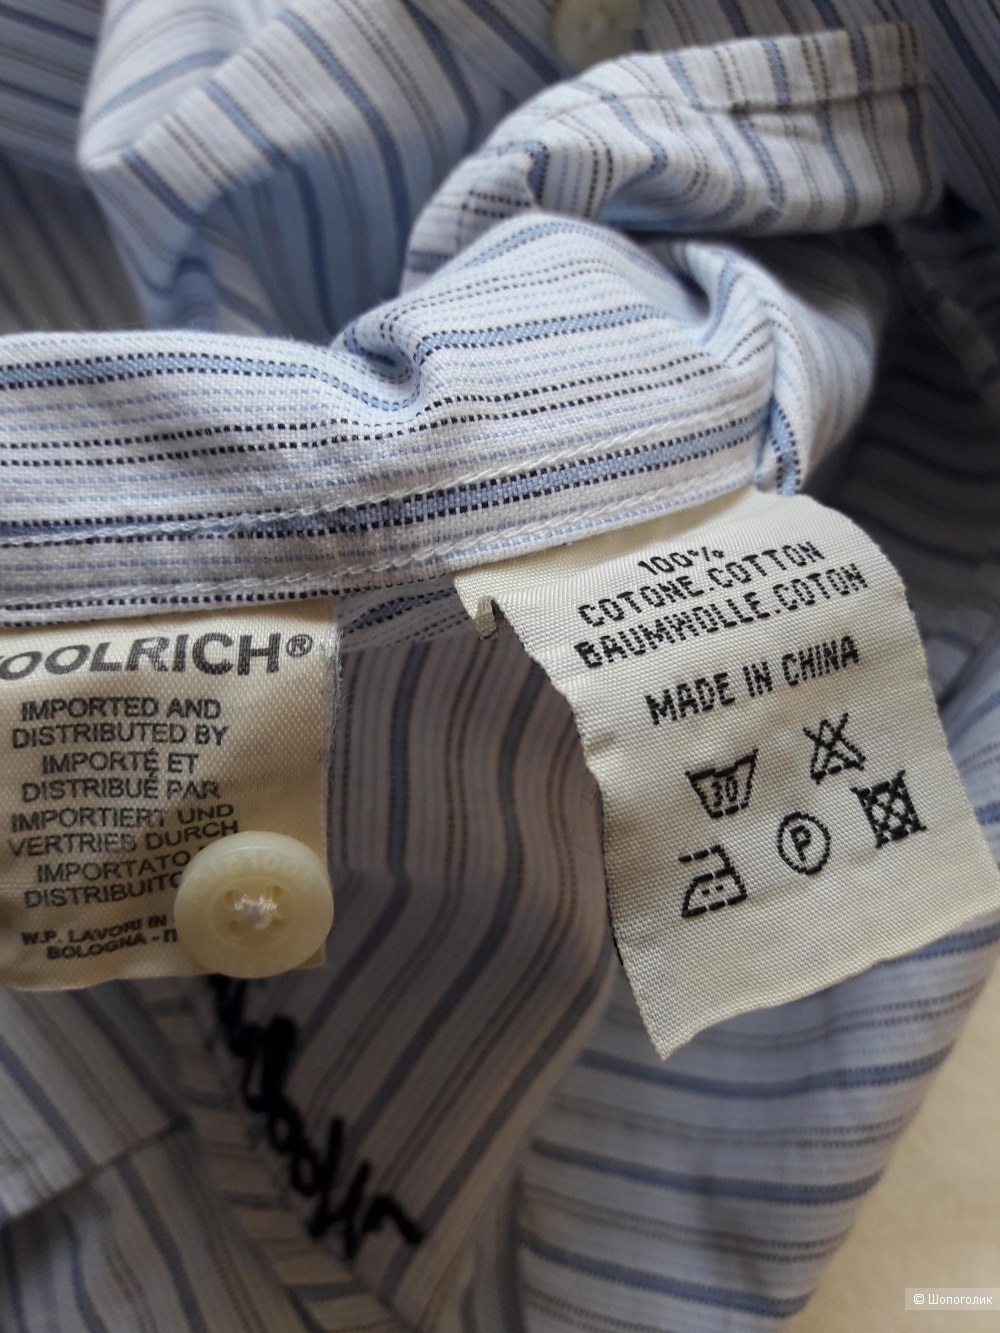 OOLRICH®
IMPORTED AND
DISTRIBUTED BY
IMPORTÉ ET
DISTRIBUÉ PAR
IMPORTIERT UND
VERTRIEB DURCH
IMPORTATO
DISTRIBUITO
W.P. LAVORI IN
BOLOGNA - IT
100%
COTONE.COTTON
BAUMWOLLE.COTON
MADE IN CHINA
30
P
© Шопоголик